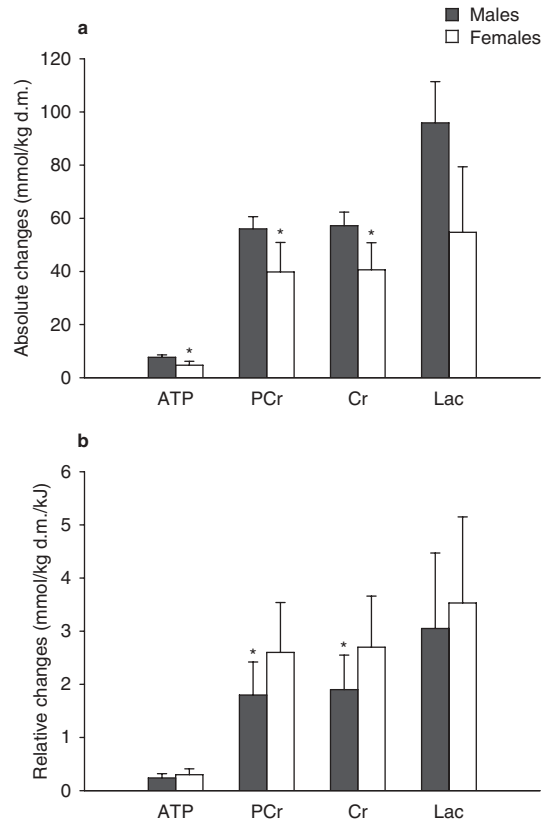 Males
Females
a
Absolute changes (mmol/kg d.m.)
120
100
80
60
40
20
0
*
*
*
ATP
PCr
Cr
Lac
b
Relative changes (mmol/kg d.m./kJ)
6
5
4
3
2
1
0
*
*
ATP
PCr
Cr
Lac